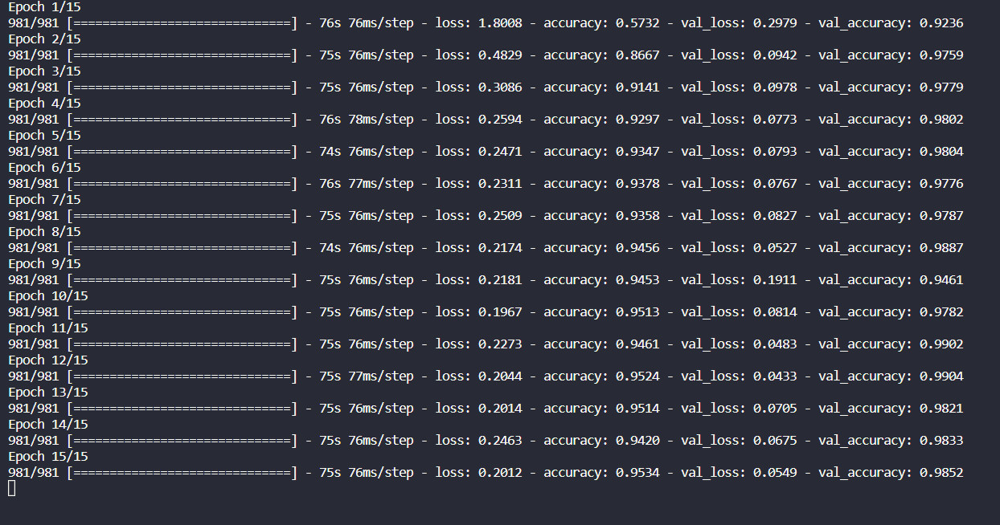 Epoch 1/15
981/981 [==============================] - 76s 76ms/step - loss: 1.8008 - accuracy: 0.5732 - val_loss: 0.2979 - val_accuracy: 0.9236
Epoch 2/15
981/981 [==============================] - 75s 76ms/step - loss: 0.4829 - accuracy: 0.8667 - val_loss: 0.0942 - val_accuracy: 0.9759
Epoch 3/15
981/981 [==============================] - 75s 76ms/step - loss: 0.3086 - accuracy: 0.9141 - val_loss: 0.0978 - val_accuracy: 0.9779
Epoch 4/15
981/981 [==============================] - 76s 78ms/step - loss: 0.2594 - accuracy: 0.9297 - val_loss: 0.0773 - val_accuracy: 0.9802
Epoch 5/15
981/981 [==============================] - 74s 76ms/step - loss: 0.2471 - accuracy: 0.9347 - val_loss: 0.0793 - val_accuracy: 0.9804
Epoch 6/15
981/981 [==============================] - 76s 77ms/step - loss: 0.2311 - accuracy: 0.9378 - val_loss: 0.0767 - val_accuracy: 0.9776
Epoch 7/15
981/981 [==============================] - 75s 76ms/step - loss: 0.2509 - accuracy: 0.9358 - val_loss: 0.0827 - val_accuracy: 0.9787
Epoch 8/15
981/981 [==============================] - 74s 76ms/step - loss: 0.2174 - accuracy: 0.9456 - val_loss: 0.0527 - val_accuracy: 0.9887
Epoch 9/15
981/981 [==============================] - 75s 76ms/step - loss: 0.2181 - accuracy: 0.9453 - val_loss: 0.1911 - val_accuracy: 0.9461
Epoch 10/15
981/981 [==============================] - 75s 76ms/step - loss: 0.1967 - accuracy: 0.9513 - val_loss: 0.0814 - val_accuracy: 0.9782
Epoch 11/15
981/981 [==============================] - 75s 76ms/step - loss: 0.2273 - accuracy: 0.9461 - val_loss: 0.0483 - val_accuracy: 0.9902
Epoch 12/15
981/981 [==============================] - 75s 77ms/step - loss: 0.2044 - accuracy: 0.9524 - val_loss: 0.0433 - val_accuracy: 0.9904
Epoch 13/15
981/981 [==============================] - 75s 76ms/step - loss: 0.2014 - accuracy: 0.9514 - val_loss: 0.0705 - val_accuracy: 0.9821
Epoch 14/15
981/981 [==============================] - 75s 76ms/step - loss: 0.2463 - accuracy: 0.9420 - val_loss: 0.0675 - val_accuracy: 0.9833
Epoch 15/15
981/981 [==============================] - 75s 76ms/step - loss: 0.2012 - accuracy: 0.9534 - val_loss: 0.0549 - val_accuracy: 0.9852